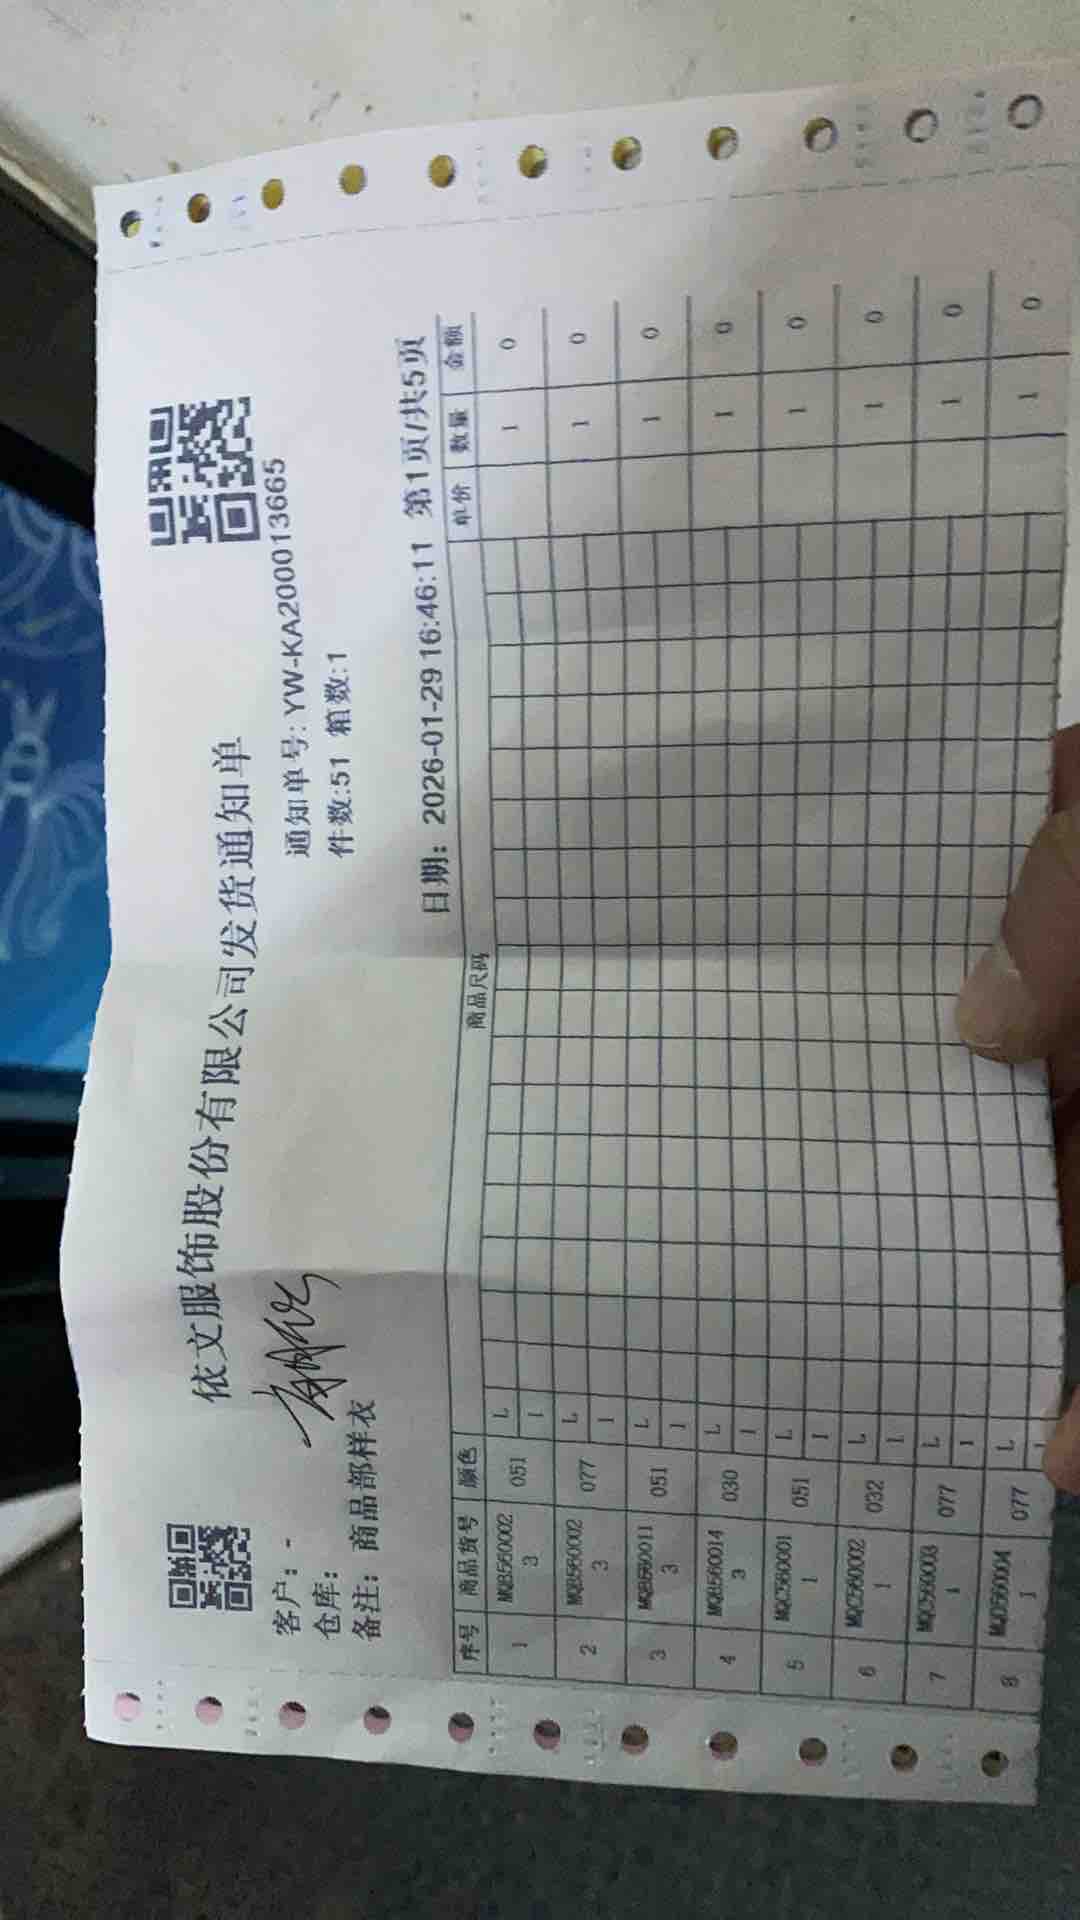 依文服饰股份有限公司发货通知单
客户：-
通知单号：YW-KA2000013665
仓库：
件数:51 箱数:1
备注：商品部样衣
日期：2026-01-29 16:46:11 第1页/共5页
序号 商品货号 颜色 商品尺码 单价 数量 金额
1 MQB5600023 051 L 1 1 0
2 MQB5600023 077 L 1 1 0
3 MQB5600113 051 L 1 1 0
4 MQB5600143 030 L 1 1 0
5 MQC5600011 051 L 1 1 0
6 MQC5600021 032 L 1 1 0
7 MQC5600031 077 L 1 1 0
8 077 L 1 1 0